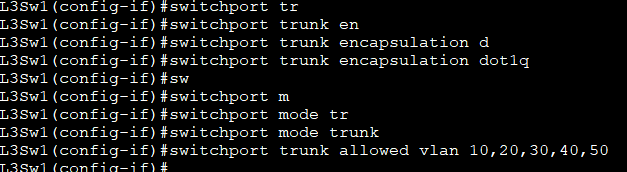 L3Sw1(config-if)#switchport tr
L3Sw1(config-if)#switchport trunk en
L3Sw1(config-if)#switchport trunk encapsulation d
L3Sw1(config-if)#switchport trunk encapsulation dot1q
L3Sw1(config-if)#sw
L3Sw1(config-if)#switchport m
L3Sw1(config-if)#switchport mode tr
L3Sw1(config-if)#switchport mode trunk
L3Sw1(config-if)#switchport trunk allowed vlan 10,20,30,40,50
L3Sw1(config-if)#